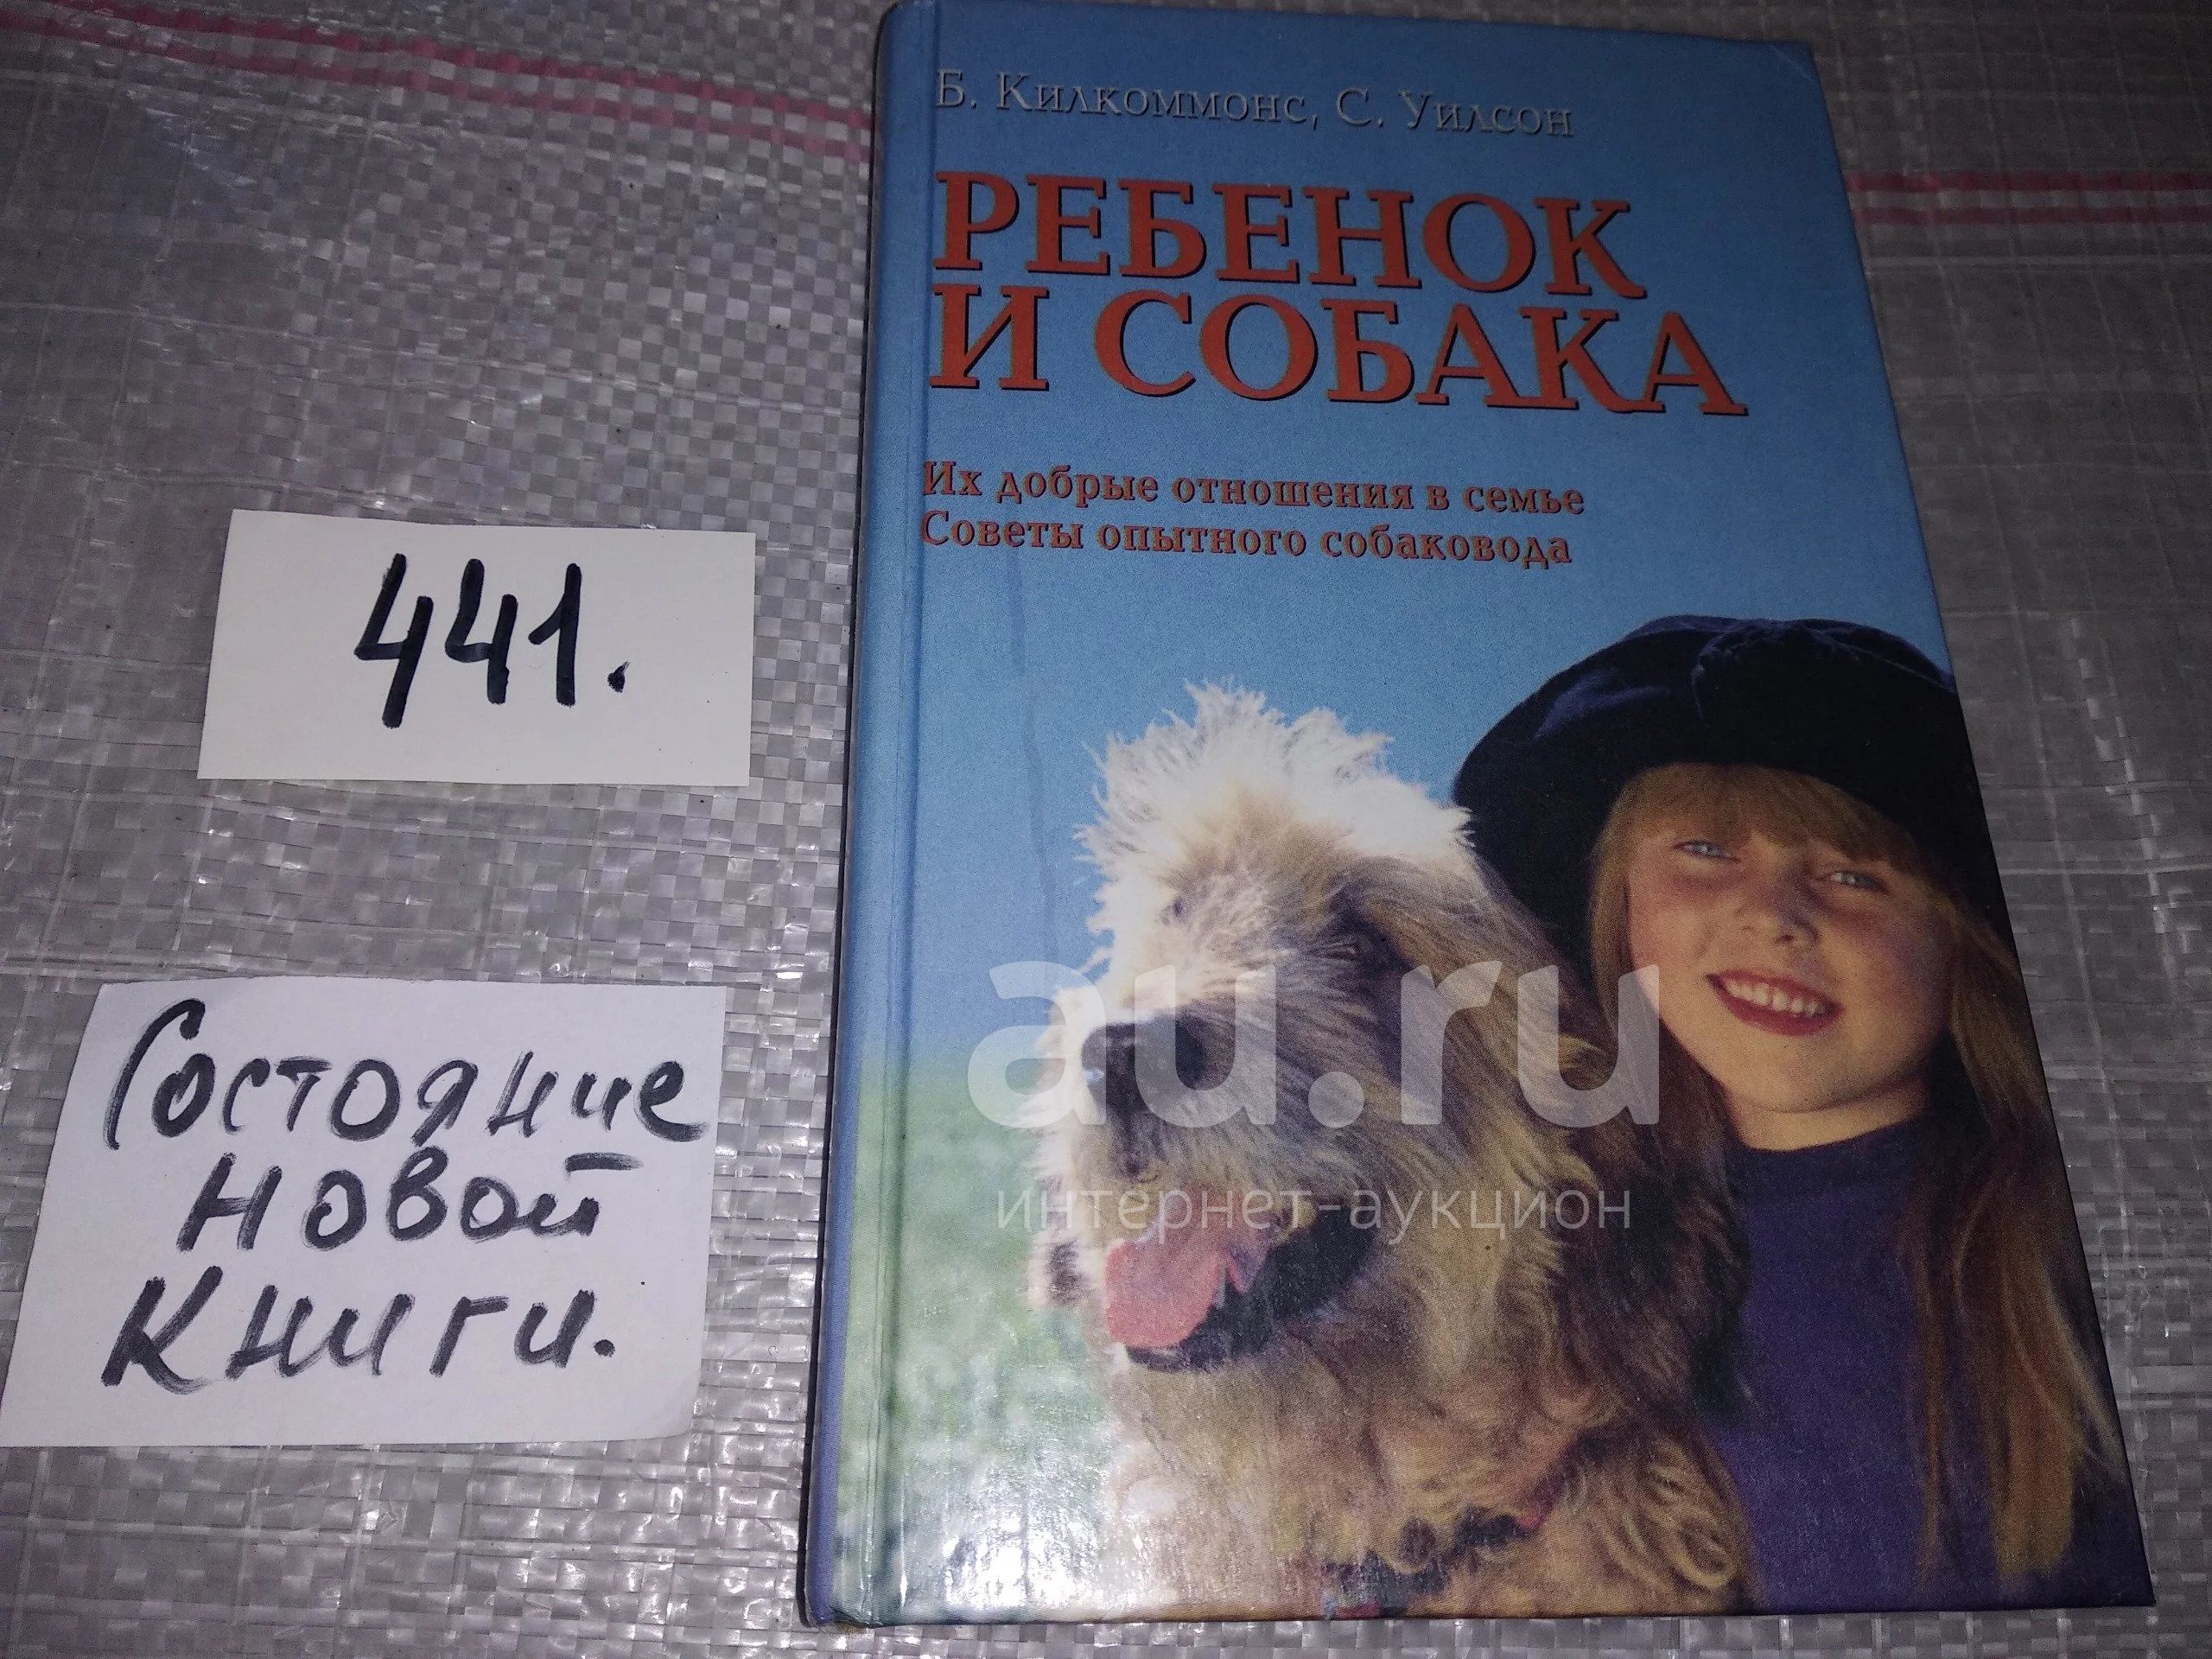 Б. Килкоммонс, С. Уилсон
РЕБЕНОК
И СОБАКА
Их добрые отношения в семье
Советы опытного собаковода
441.
Состояние
новой
книги.
au.ru
интернет-аукцион